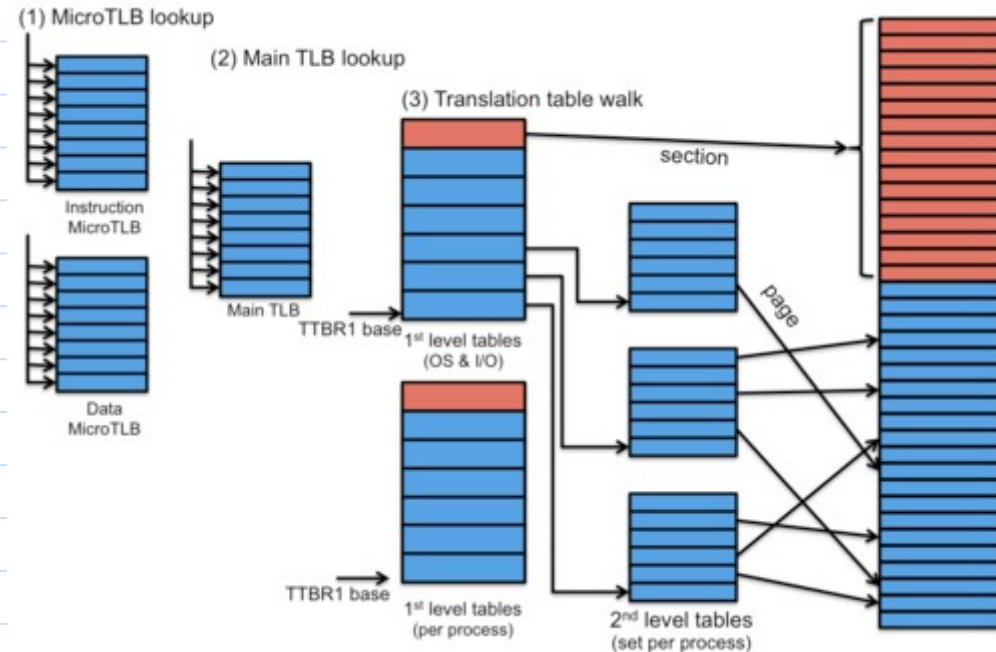 (1) MicroTLB lookup
(2) Main TLB lookup
(3) Translation table walk
section
Instruction
MicroTLB
Main TLB
page
TTBR1 base
1st level tables
(OS & I/O)
Data
MicroTLB
TTBR1 base
1st level tables
(per process)
2nd level tables
(set per process)